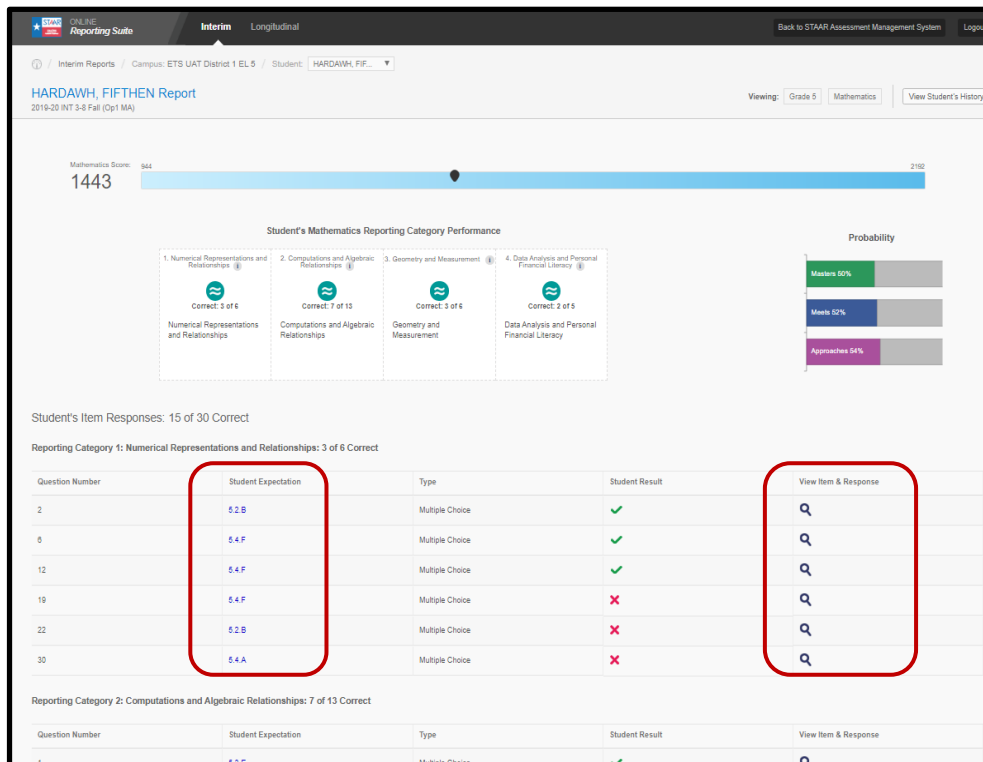 STAAR
ONLINE
Reporting Suite
Interim Longitudinal
Back to STAAR Assessment Management System
Logou
Interim Reports / Campus: ETS UAT District 1 EL 5 / Student: HARDAWH, FIF...
HARDAWH, FIFTHEN Report
2019-20 INT 3-8 Fall (Op1 MA)
Viewing: Grade 5 Mathematics View Student's History
Mathematics Score:
1443
944
2192
Student's Mathematics Reporting Category Performance
1. Numerical Representations and
Relationships
Correct: 3 of 6
Numerical Representations
and Relationships
2. Computations and Algebraic
Relationships
Correct: 7 of 13
Computations and Algebraic
Relationships
3. Geometry and Measurement
Correct: 3 of 6
Geometry and
Measurement
4. Data Analysis and Personal
Financial Literacy
Correct: 2 of 5
Data Analysis and Personal
Financial Literacy
Probability
Masters 50%
Meets 52%
Approaches 54%
Student's Item Responses: 15 of 30 Correct
Reporting Category 1: Numerical Representations and Relationships: 3 of 6 Correct
Question Number Student Expectation Type Student Result View Item & Response
2 5.2.B Multiple Choice
6 5.4.F Multiple Choice
12 5.4.F Multiple Choice
19 5.4.F Multiple Choice
22 5.2.B Multiple Choice
30 5.4.A Multiple Choice
Reporting Category 2: Computations and Algebraic Relationships: 7 of 13 Correct
Question Number Student Expectation Type Student Result View Item & Response